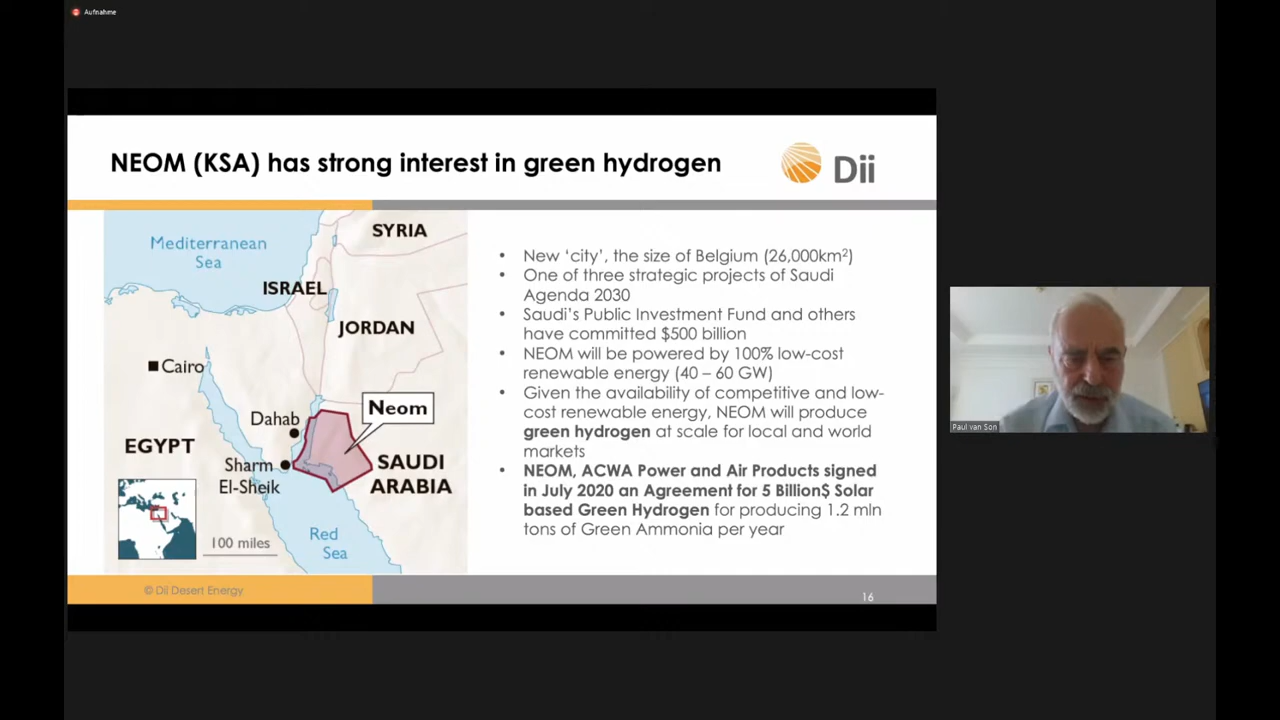 Aufnahme
NEOM (KSA) has strong interest in green hydrogen
Dii
Mediterranean
Sea
SYRIA
ISRAEL
JORDAN
Cairo
Neom
Dahab
EGYPT
Sharm
El-Sheik
SAUDI
ARABIA
Red
Sea
100 miles
• New ‘city’, the size of Belgium (26,000km²)
• One of three strategic projects of Saudi
Agenda 2030
• Saudi’s Public Investment Fund and others
have committed $500 billion
• NEOM will be powered by 100% low-cost
renewable energy (40 – 60 GW)
• Given the availability of competitive and low-
cost renewable energy, NEOM will produce
green hydrogen at scale for local and world
markets
• NEOM, ACWA Power and Air Products signed
in July 2020 an Agreement for 5 Billion$ Solar
based Green Hydrogen for producing 1.2 mln
tons of Green Ammonia per year
© Dii Desert Energy
16
Paul van Son